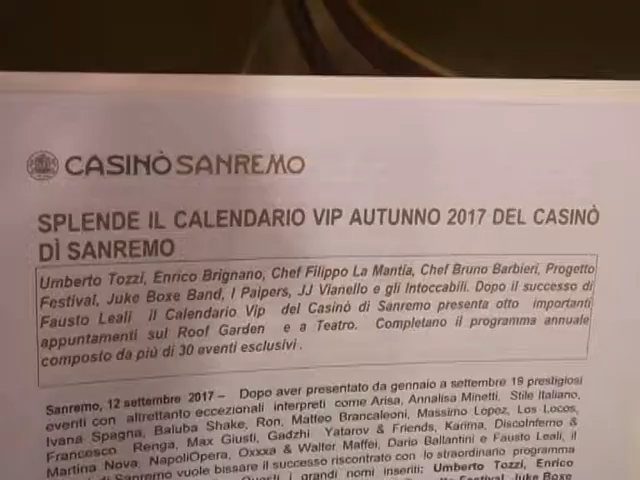 CASINÒ SANREMO
SPLENDE IL CALENDARIO VIP AUTUNNO 2017 DEL CASINÒ
DÌ SANREMO
Umberto Tozzi, Enrico Brignano, Chef Filippo La Mantia, Chef Bruno Barbieri, Progetto
Festival, Juke Boxe Band, I Paipers, JJ Vianello e gli Intoccabili. Dopo il successo di
Fausto Leali il Calendario Vip del Casinò di Sanremo presenta otto importanti
appuntamenti sul Roof Garden e a Teatro. Completano il programma annuale
composto da più di 30 eventi esclusivi .
Sanremo, 12 settembre 2017 – Dopo aver presentato da gennaio a settembre 19 prestigiosi
eventi con altrettanto eccezionali interpreti come Arisa, Annalisa Minetti, Stile Italiano,
Ivana Spagna, Baluba Shake, Ron, Matteo Brancaleoni, Massimo Lopez, Los Locos,
Francesco Renga, Max Giusti, Gadzhi Yatarov & Friends, Karima, DiscoInferno &
Martina Nova, NapoliOpera, Oxxxa & Walter Maffei, Dario Ballantini e Fausto Leali, il
di Sanremo vuole bissare il successo riscontrato con lo straordinario programma
i grandi nomi inseriti: Umberto Tozzi, Enrico
Festival, Juke Boxe